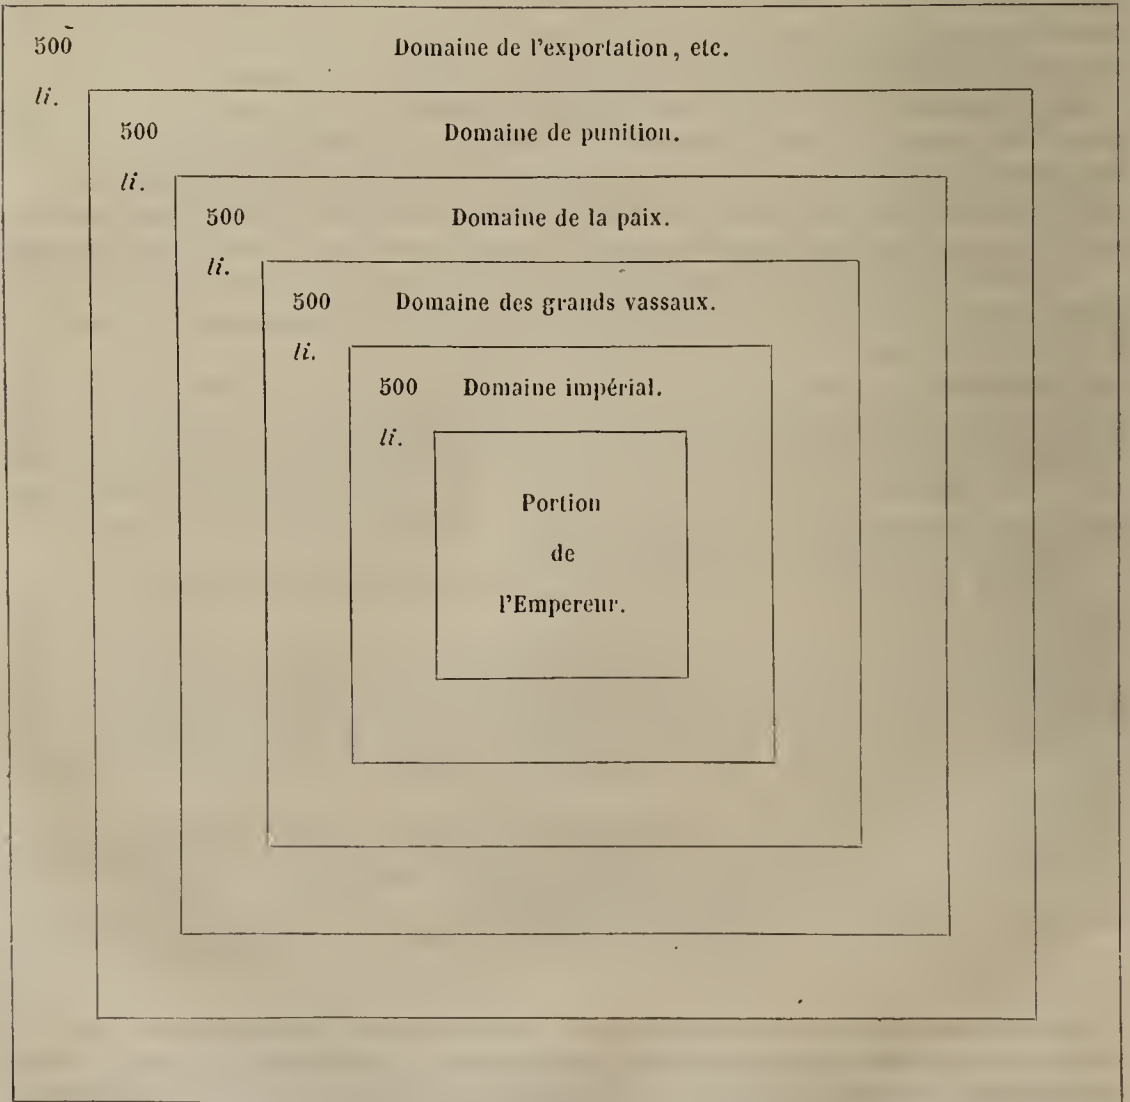 500 Domaine de l'exportation, etc.
li.
500 Domaine de punition.
li.
500 Domaine de la paix.
li.
500 Domaine des grands vassaux.
li.
500 Domaine impérial.
li.
Portion
de
l'Empereur.